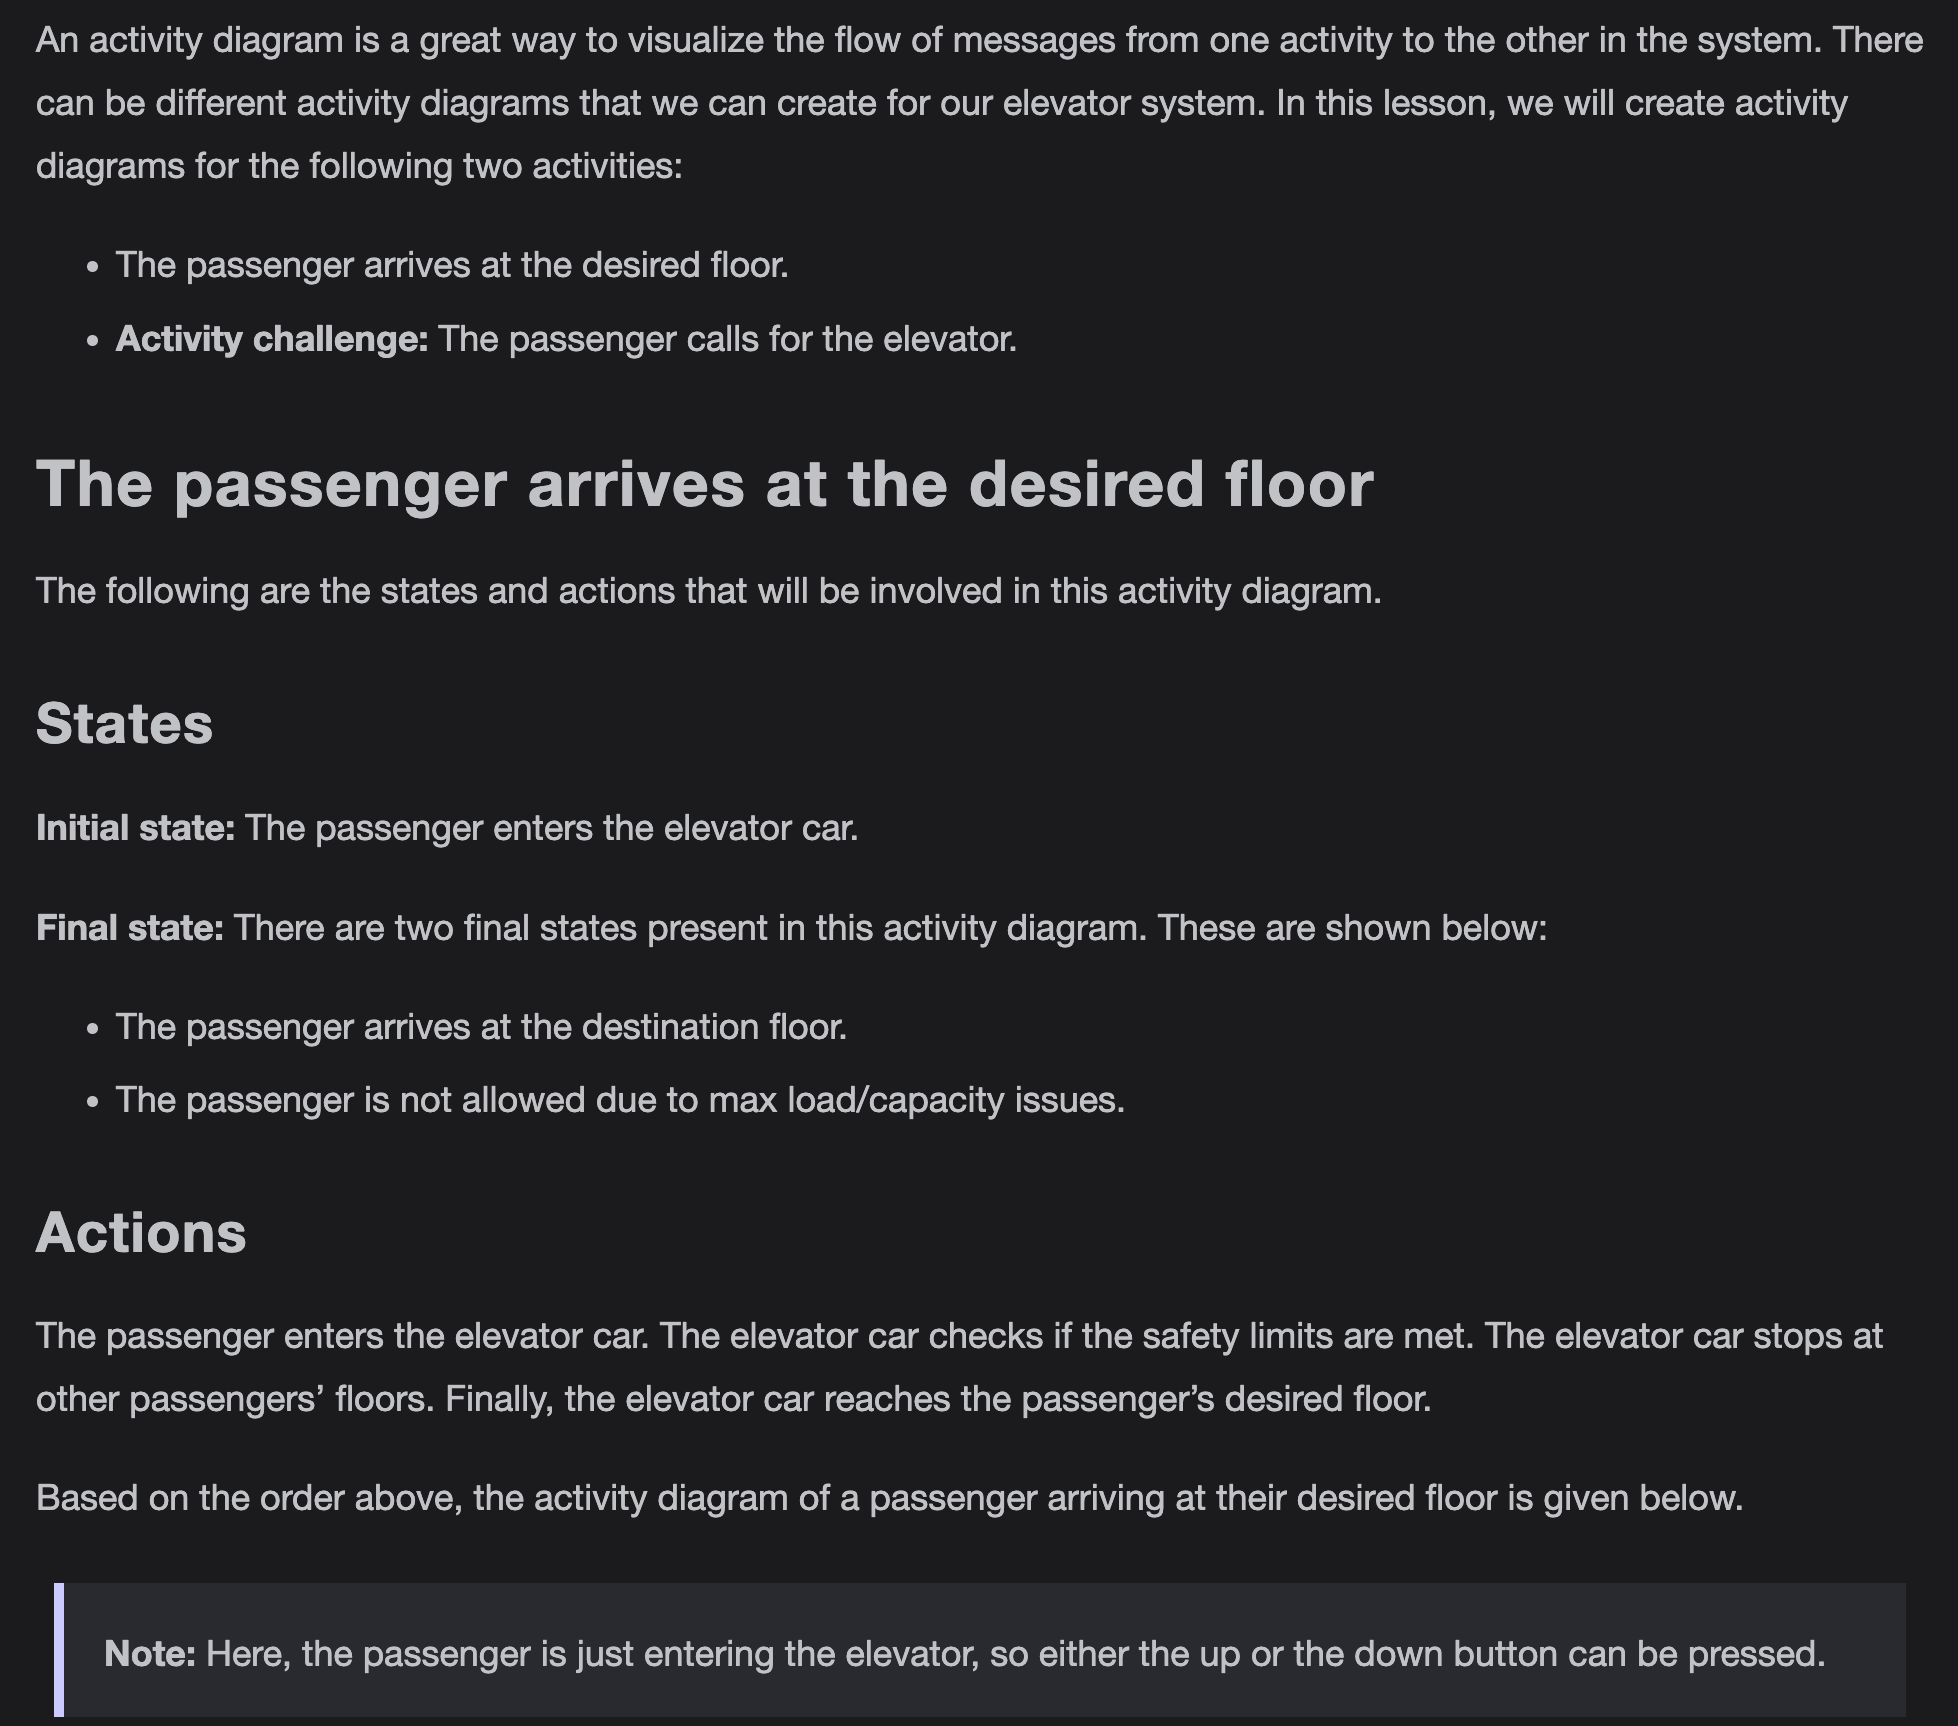 An activity diagram is a great way to visualize the flow of messages from one activity to the other in the system. There
can be different activity diagrams that we can create for our elevator system. In this lesson, we will create activity
diagrams for the following two activities:
• The passenger arrives at the desired floor.
• Activity challenge: The passenger calls for the elevator.
The passenger arrives at the desired floor
The following are the states and actions that will be involved in this activity diagram.
States
Initial state: The passenger enters the elevator car.
Final state: There are two final states present in this activity diagram. These are shown below:
• The passenger arrives at the destination floor.
• The passenger is not allowed due to max load/capacity issues.
Actions
The passenger enters the elevator car. The elevator car checks if the safety limits are met. The elevator car stops at
other passengers’ floors. Finally, the elevator car reaches the passenger’s desired floor.
Based on the order above, the activity diagram of a passenger arriving at their desired floor is given below.
Note: Here, the passenger is just entering the elevator, so either the up or the down button can be pressed.